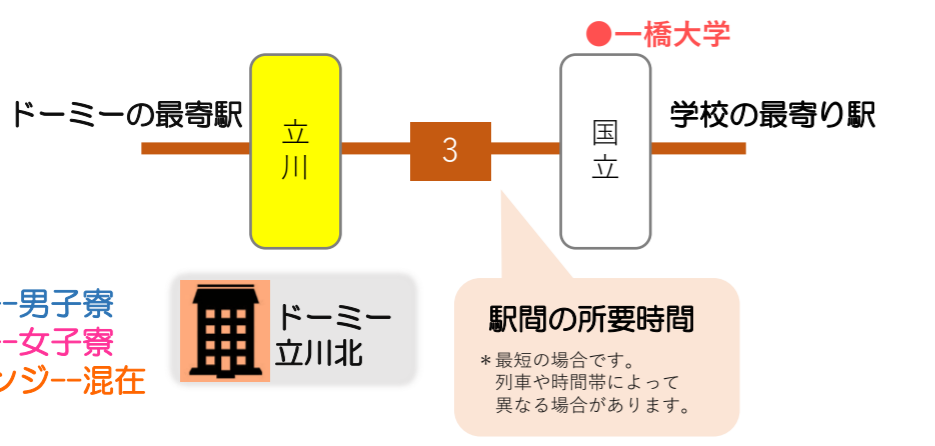 ●一橋大学
ドーミーの最寄駅
立川
3
国立
学校の最寄り駅
--男子寮
--女子寮
ンジ--混在
ドーミー
立川北
駅間の所要時間
＊最短の場合です。
列車や時間帯によって
異なる場合があります。